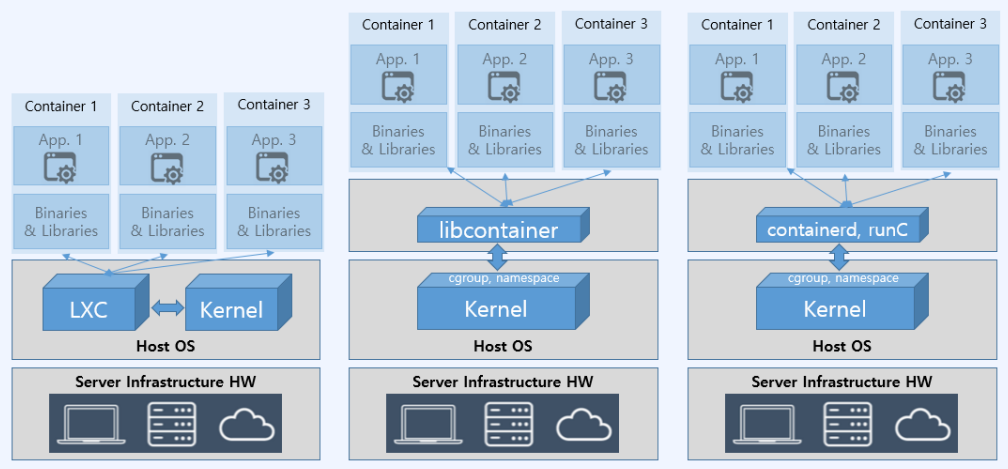 Container 1
Container 2
Container 3
App. 1
App. 2
App. 3
Binaries
& Libraries
Binaries
& Libraries
Binaries
& Libraries
LXC
Kernel
Host OS
Server Infrastructure HW
Container 1
Container 2
Container 3
App. 1
App. 2
App. 3
Binaries
& Libraries
Binaries
& Libraries
Binaries
& Libraries
libcontainer
cgroup, namespace
Kernel
Host OS
Server Infrastructure HW
Container 1
Container 2
Container 3
App. 1
App. 2
App. 3
Binaries
& Libraries
Binaries
& Libraries
Binaries
& Libraries
containerd, runC
cgroup, namespace
Kernel
Host OS
Server Infrastructure HW